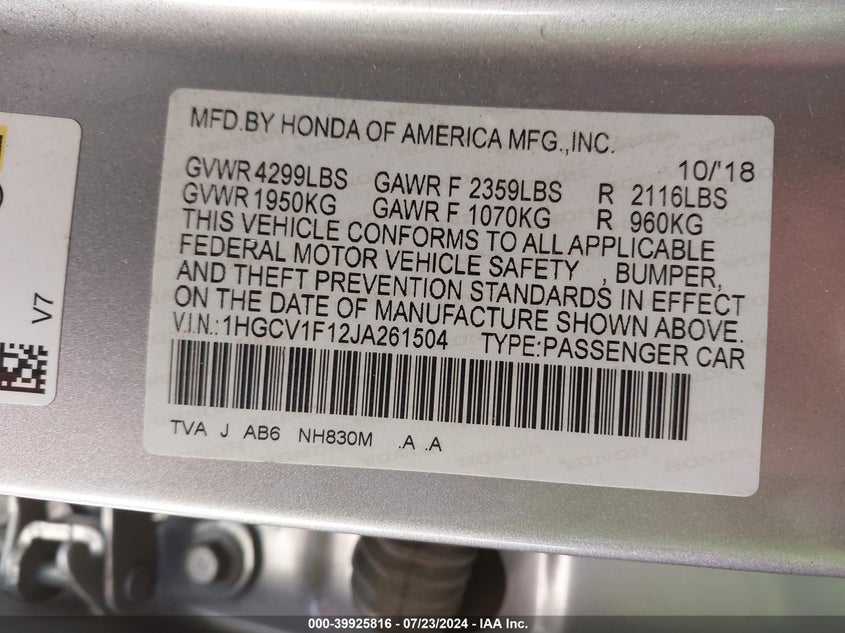 MFD.BY HONDA OF AMERICA MFG.,INC.
10/'18
GVWR 4299LBS GAWR F 2359LBS R 2116LBS
GVWR 1950KG GAWR F 1070KG R 960KG
THIS VEHICLE CONFORMS TO ALL APPLICABLE
FEDERAL MOTOR VEHICLE SAFETY , BUMPER,
AND THEFT PREVENTION STANDARDS IN EFFECT
ON THE DATE OF MANUFACTURE SHOWN ABOVE.
V.I.N.:1HGCV1F12JA261504 TYPE:PASSENGER CAR
TVA J AB6 NH830M .A .A
V7
000-39925816 - 07/23/2024 - IAA, Inc.